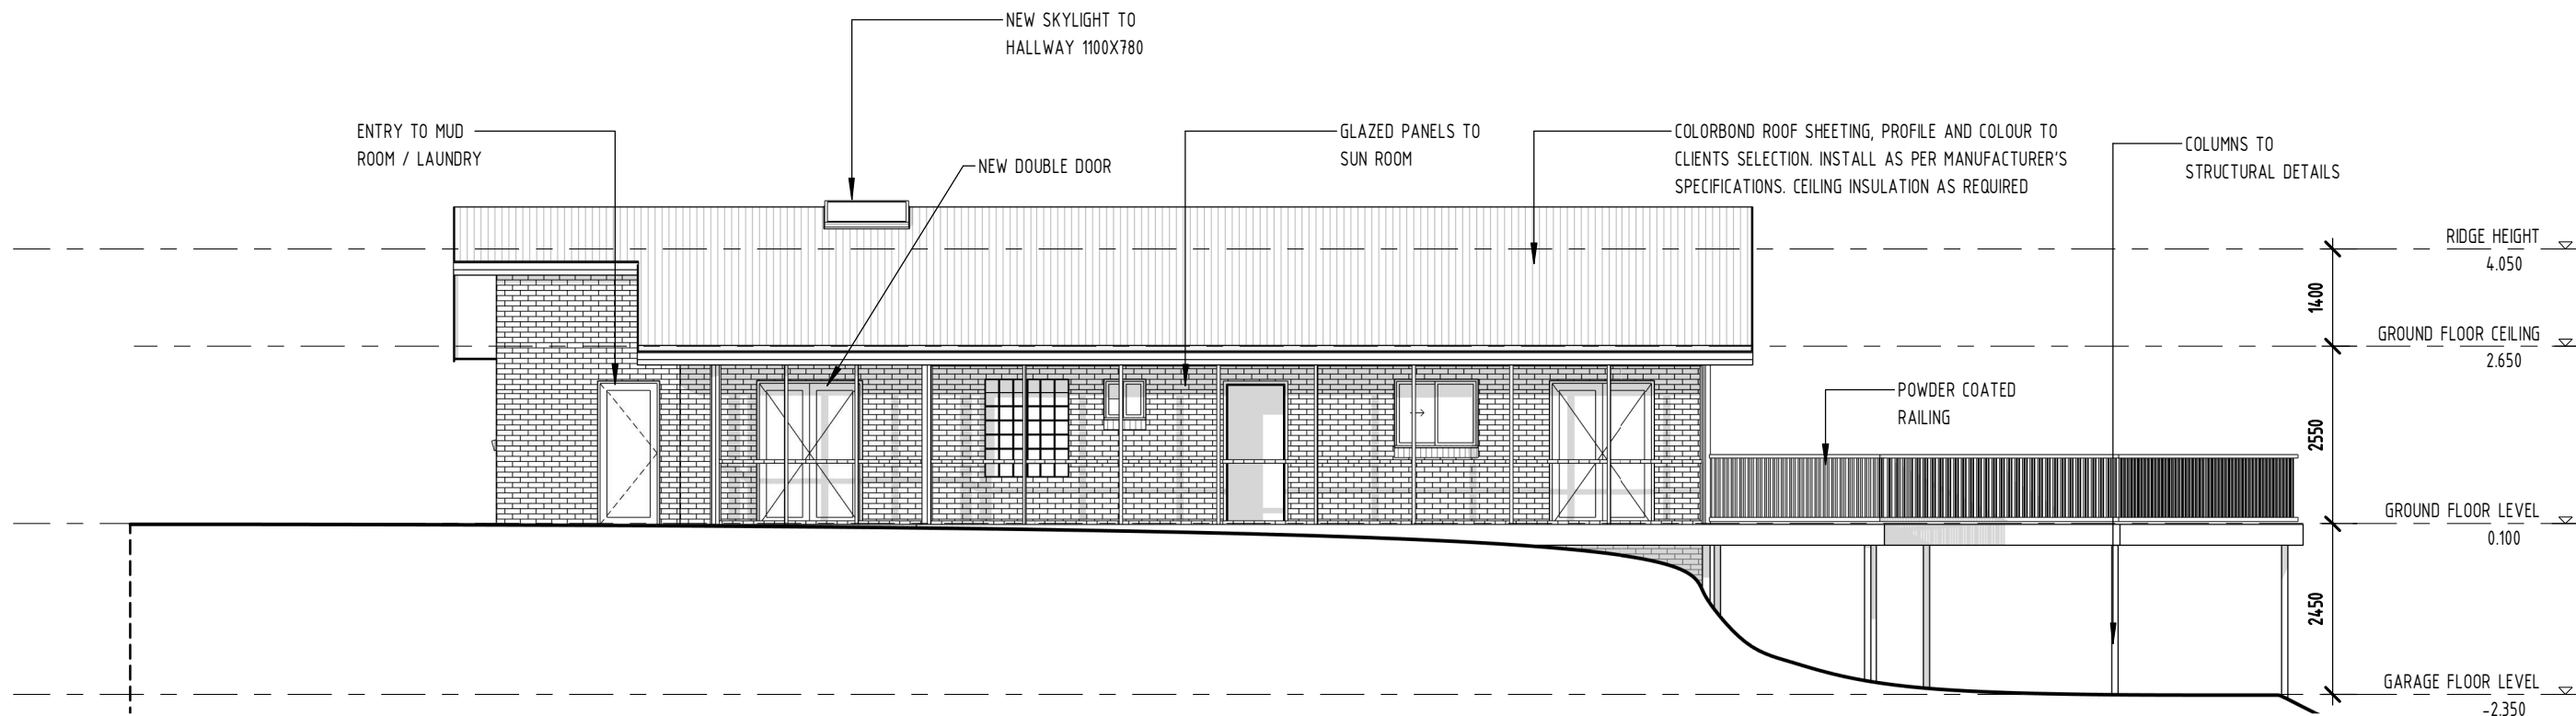 NEW SKYLIGHT TO
HALLWAY 1100X780
ENTRY TO MUD
ROOM / LAUNDRY
NEW DOUBLE DOOR
GLAZED PANELS TO
SUN ROOM
COLORBOND ROOF SHEETING, PROFILE AND COLOUR TO
CLIENTS SELECTION. INSTALL AS PER MANUFACTURER'S
SPECIFICATIONS. CEILING INSULATION AS REQUIRED
COLUMNS TO
STRUCTURAL DETAILS
RIDGE HEIGHT
4.050
1400
GROUND FLOOR CEILING
2.650
POWDER COATED
RAILING
2550
GROUND FLOOR LEVEL
0.100
2450
GARAGE FLOOR LEVEL
-2.350